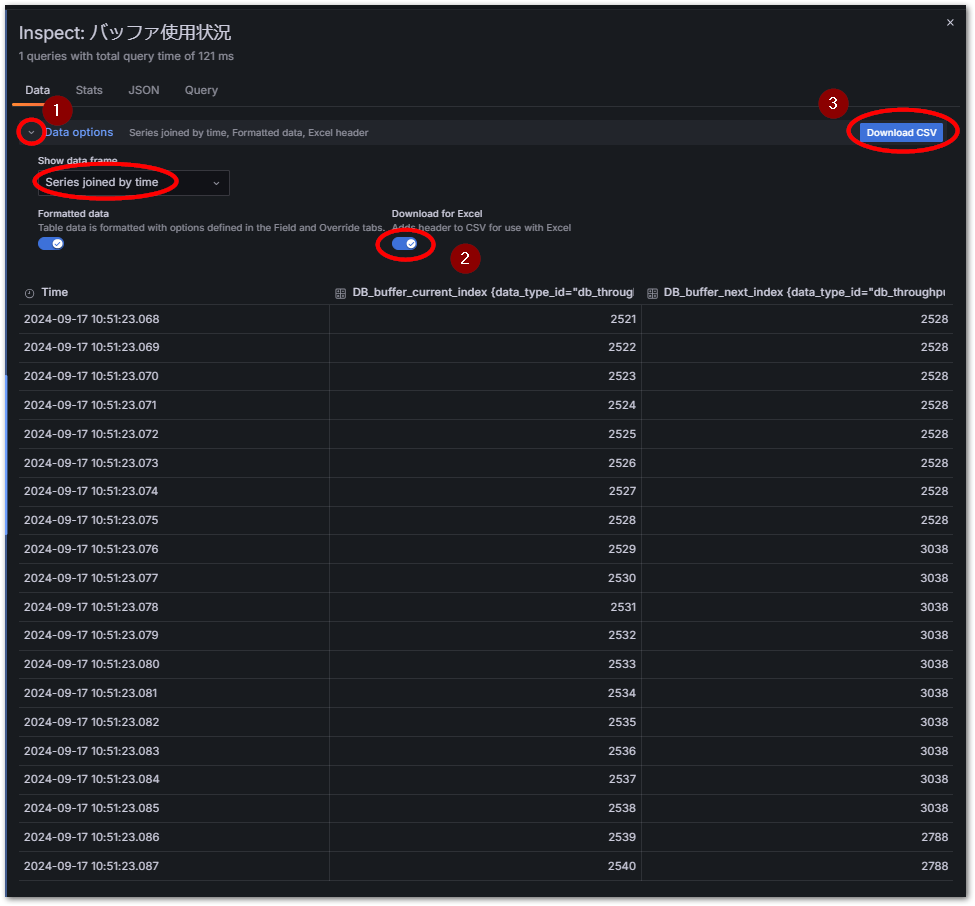 Inspect: バッファ使用状況
1 queries with total query time of 121 ms
Data Stats JSON Query
1
3
Data options Series joined by time, Formatted data, Excel header Download CSV
Show data frame
Series joined by time
Formatted data Download for Excel
Table data is formatted with options defined in the Field and Override tabs. Adds header to CSV for use with Excel
2
Time DB_buffer_current_index {data_type_id="db_throug DB_buffer_next_index {data_type_id="db_throughp
2024-09-17 10:51:23.068 2521 2528
2024-09-17 10:51:23.069 2522 2528
2024-09-17 10:51:23.070 2523 2528
2024-09-17 10:51:23.071 2524 2528
2024-09-17 10:51:23.072 2525 2528
2024-09-17 10:51:23.073 2526 2528
2024-09-17 10:51:23.074 2527 2528
2024-09-17 10:51:23.075 2528 2528
2024-09-17 10:51:23.076 2529 3038
2024-09-17 10:51:23.077 2530 3038
2024-09-17 10:51:23.078 2531 3038
2024-09-17 10:51:23.079 2532 3038
2024-09-17 10:51:23.080 2533 3038
2024-09-17 10:51:23.081 2534 3038
2024-09-17 10:51:23.082 2535 3038
2024-09-17 10:51:23.083 2536 3038
2024-09-17 10:51:23.084 2537 3038
2024-09-17 10:51:23.085 2538 3038
2024-09-17 10:51:23.086 2539 2788
2024-09-17 10:51:23.087 2540 2788